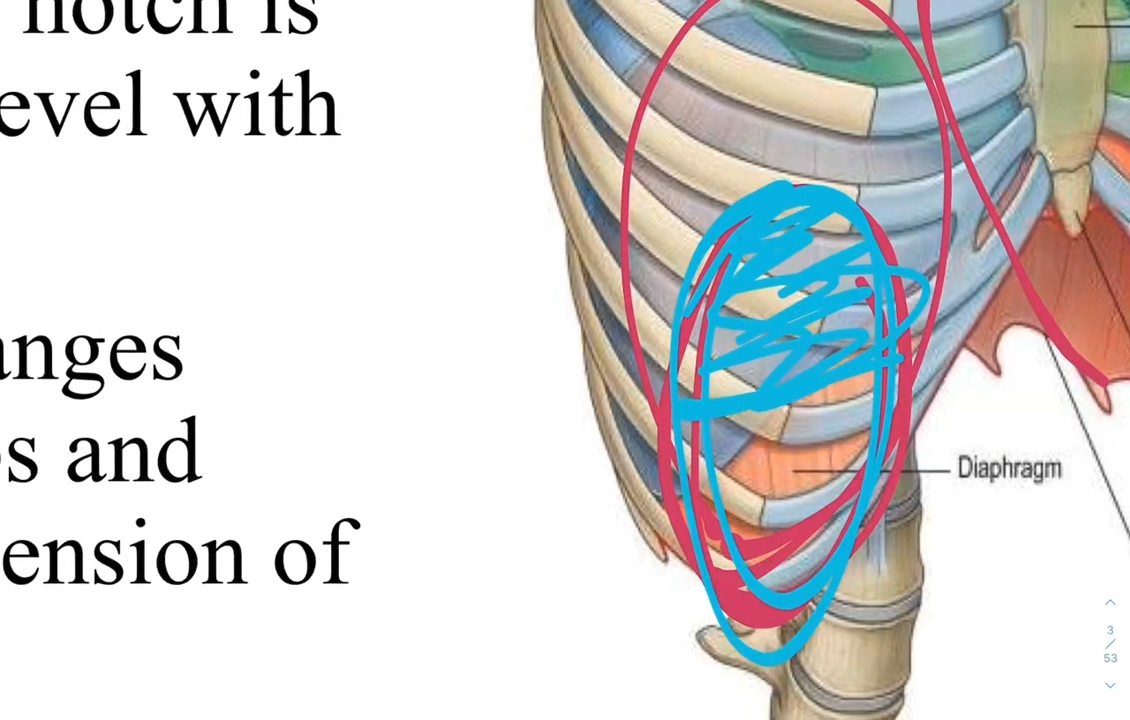 notch is
evel with
anges
s and
ension of
Diaphragm
3
/
53